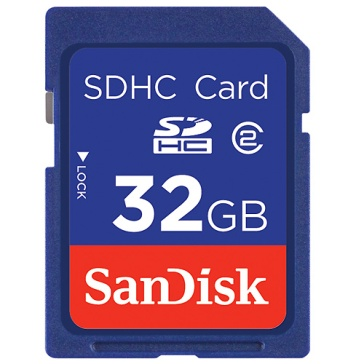 SDHC Card
SD HC 2
LOCK
32GB
SanDisk